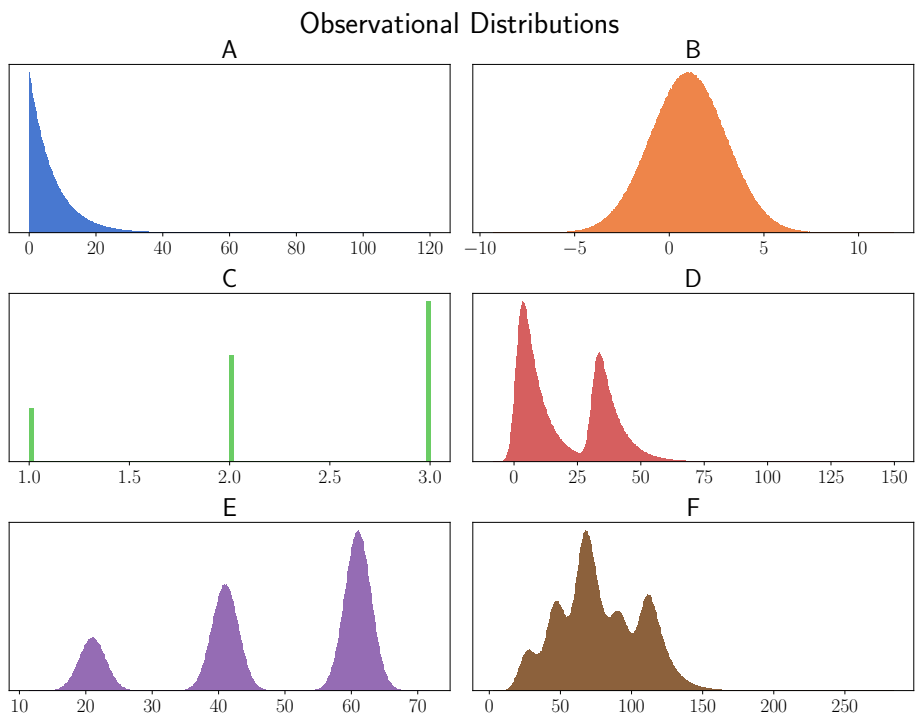 Observational Distributions
A
B
0 20 40 60 80 100 120
−10 −5 0 5 10
C
D
1.0 1.5 2.0 2.5 3.0
0 25 50 75 100 125 150
E
F
10 20 30 40 50 60 70
0 50 100 150 200 250